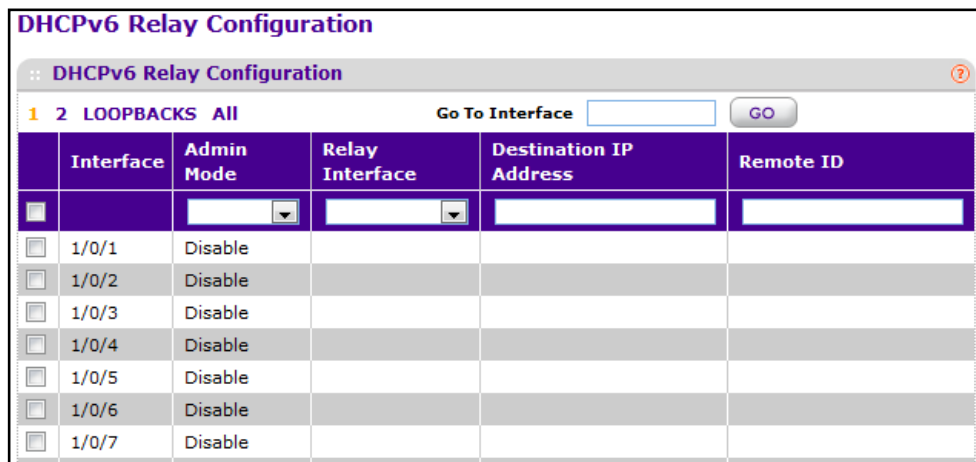 DHCPv6 Relay Configuration
DHCPv6 Relay Configuration ?
1 2 LOOPBACKS All Go To Interface GO
Interface Admin Mode Relay Interface Destination IP Address Remote ID
1/0/1 Disable
1/0/2 Disable
1/0/3 Disable
1/0/4 Disable
1/0/5 Disable
1/0/6 Disable
1/0/7 Disable